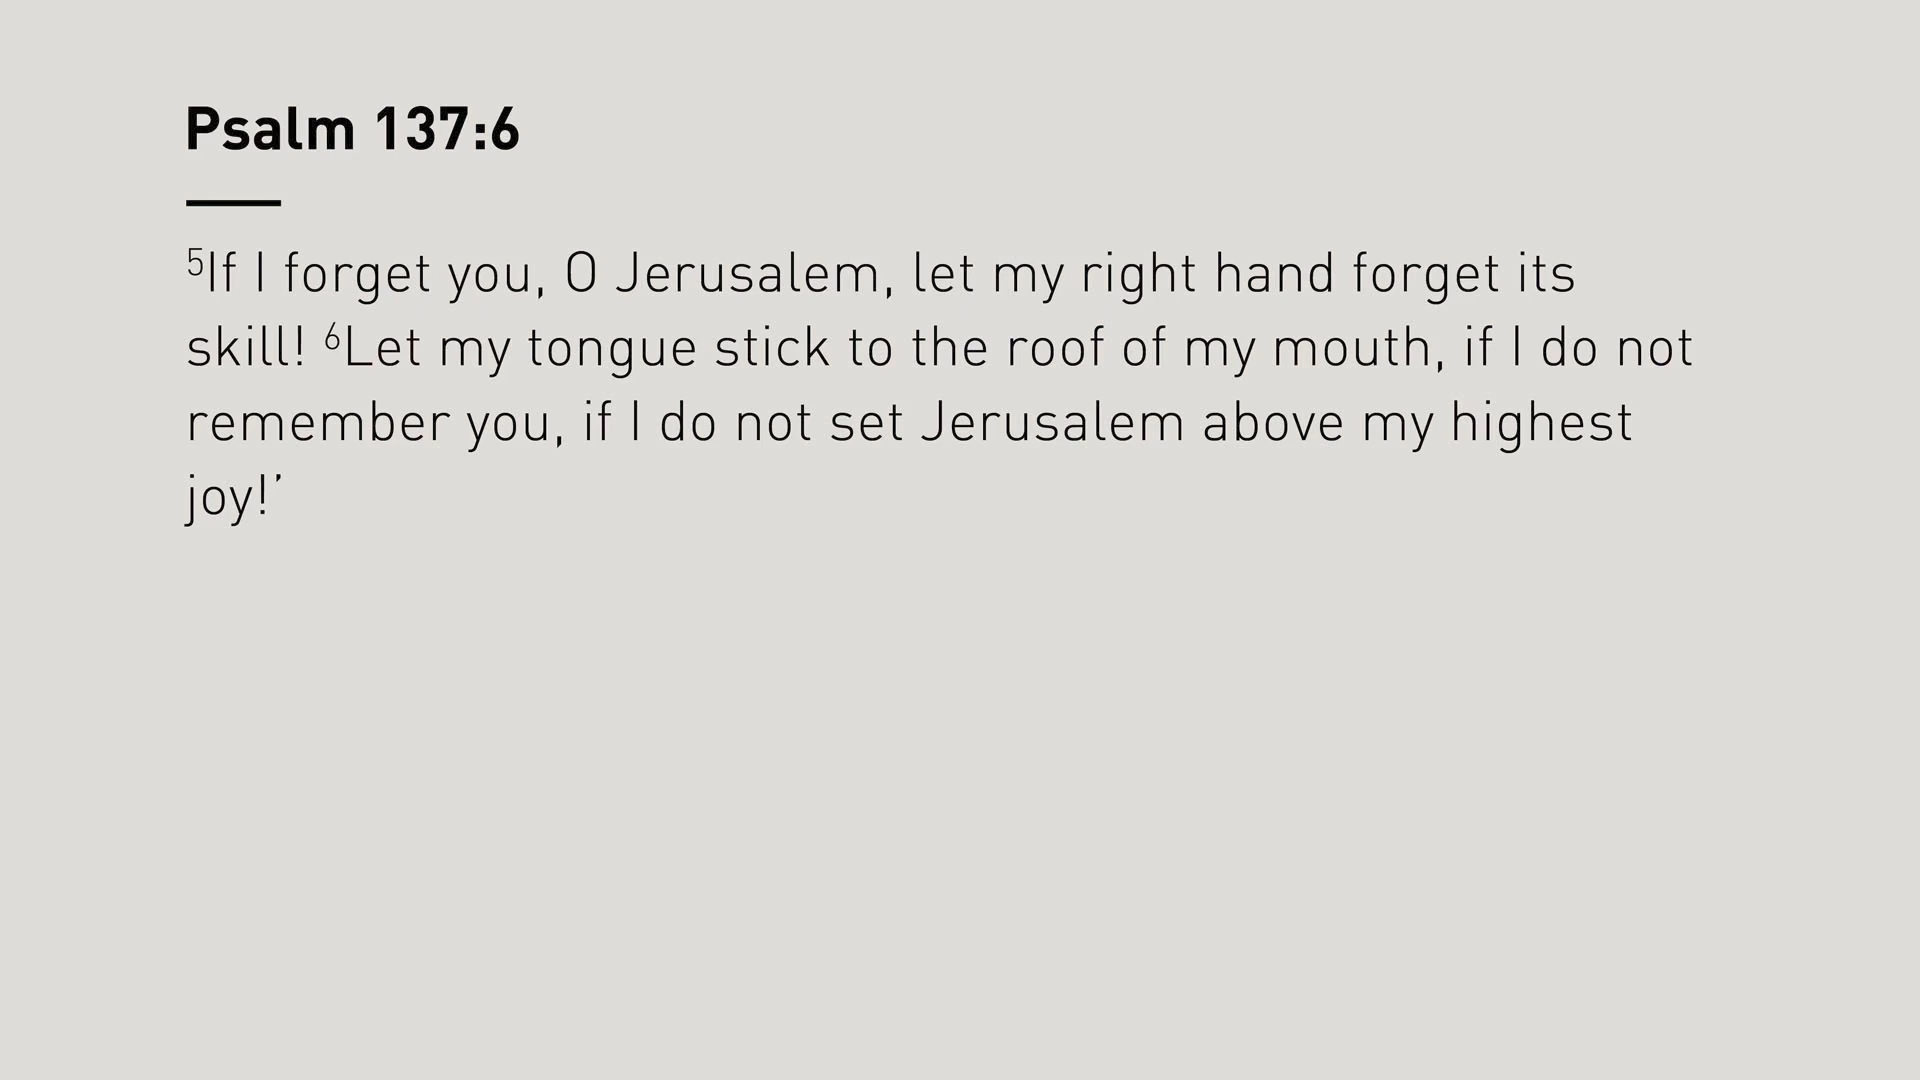 Psalm 137:6
⁵If I forget you, O Jerusalem, let my right hand forget its
skill! ⁶Let my tongue stick to the roof of my mouth, if I do not
remember you, if I do not set Jerusalem above my highest
joy!’